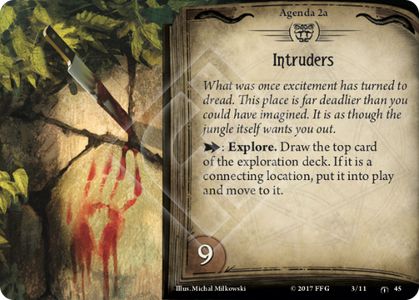 Agenda 2a
Intruders
What was once excitement has turned to
dread. This place is far deadlier than you
could have imagined. It is as though the
jungle itself wants you out.
: Explore. Draw the top card
of the exploration deck. If it is a
connecting location, put it into play
and move to it.
9
Illus. Michal Milkowski
© 2017 FFG
3/11
45